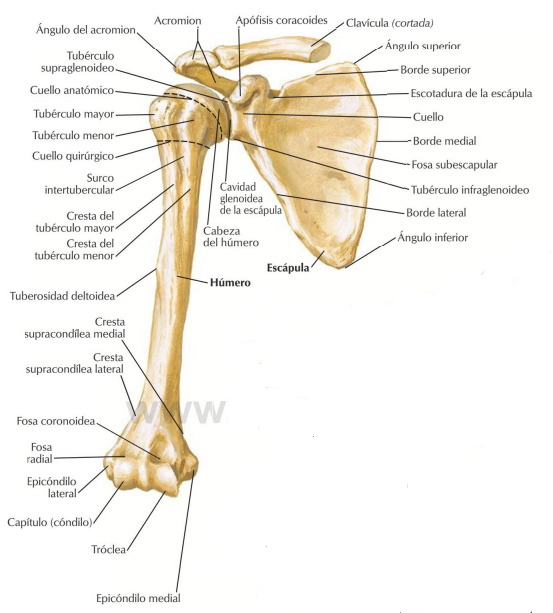 Ángulo del acromion
Acromion
Apófisis coracoides
Clavícula (cortada)
Ángulo superior
Borde superior
Escotadura de la escápula
Cuello
Borde medial
Fosa subescapular
Tubérculo infraglenoideo
Borde lateral
Ángulo inferior
Tubérculo
supraglenoideo
Cuello anatómico
Tubérculo mayor
Tubérculo menor
Cuello quirúrgico
Surco
intertubercular
Cresta del
tubérculo mayor
Cresta del
tubérculo menor
Cavidad
glenoidea
de la escápula
Cabeza
del húmero
Escápula
Húmero
Tuberosidad deltoidea
Cresta
supracondílea medial
Cresta
supracondílea lateral
www
Fosa coronoidea
Fosa
radial
Epicóndilo
lateral
Capítulo (cóndilo)
Tróclea
Epicóndilo medial